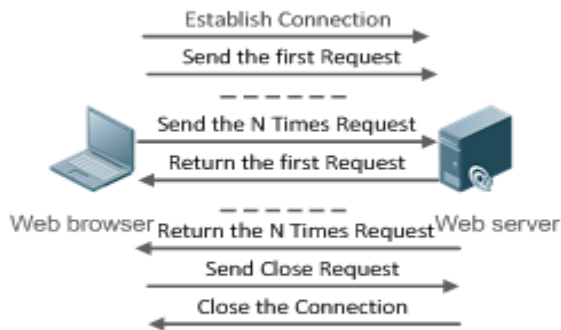 Establish Connection
Send the first Request
Send the N Times Request
Return the first Request
Web browser
Web server
Return the N Times Request
Send Close Request
Close the Connection